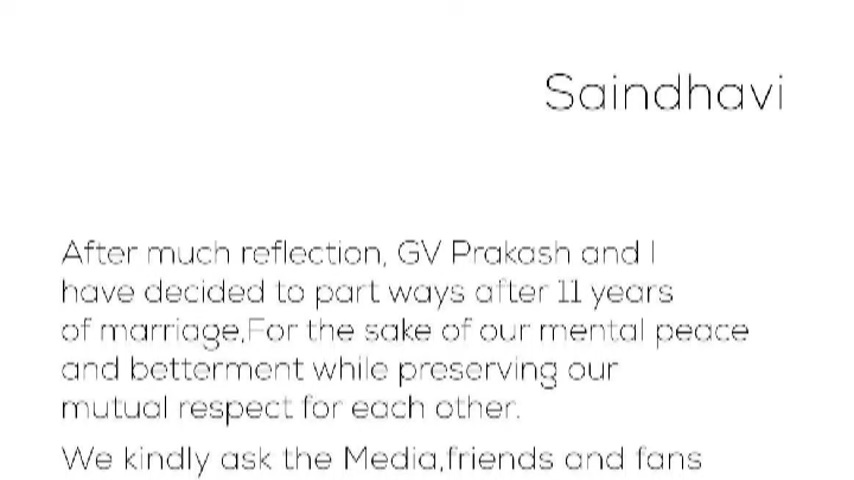 Saindhavi
After much reflection, GV Prakash and I
have decided to part ways after 11 years
of marriage,For the sake of our mental peace
and betterment while preserving our
mutual respect for each other.
We kindly ask the Media,friends and fans